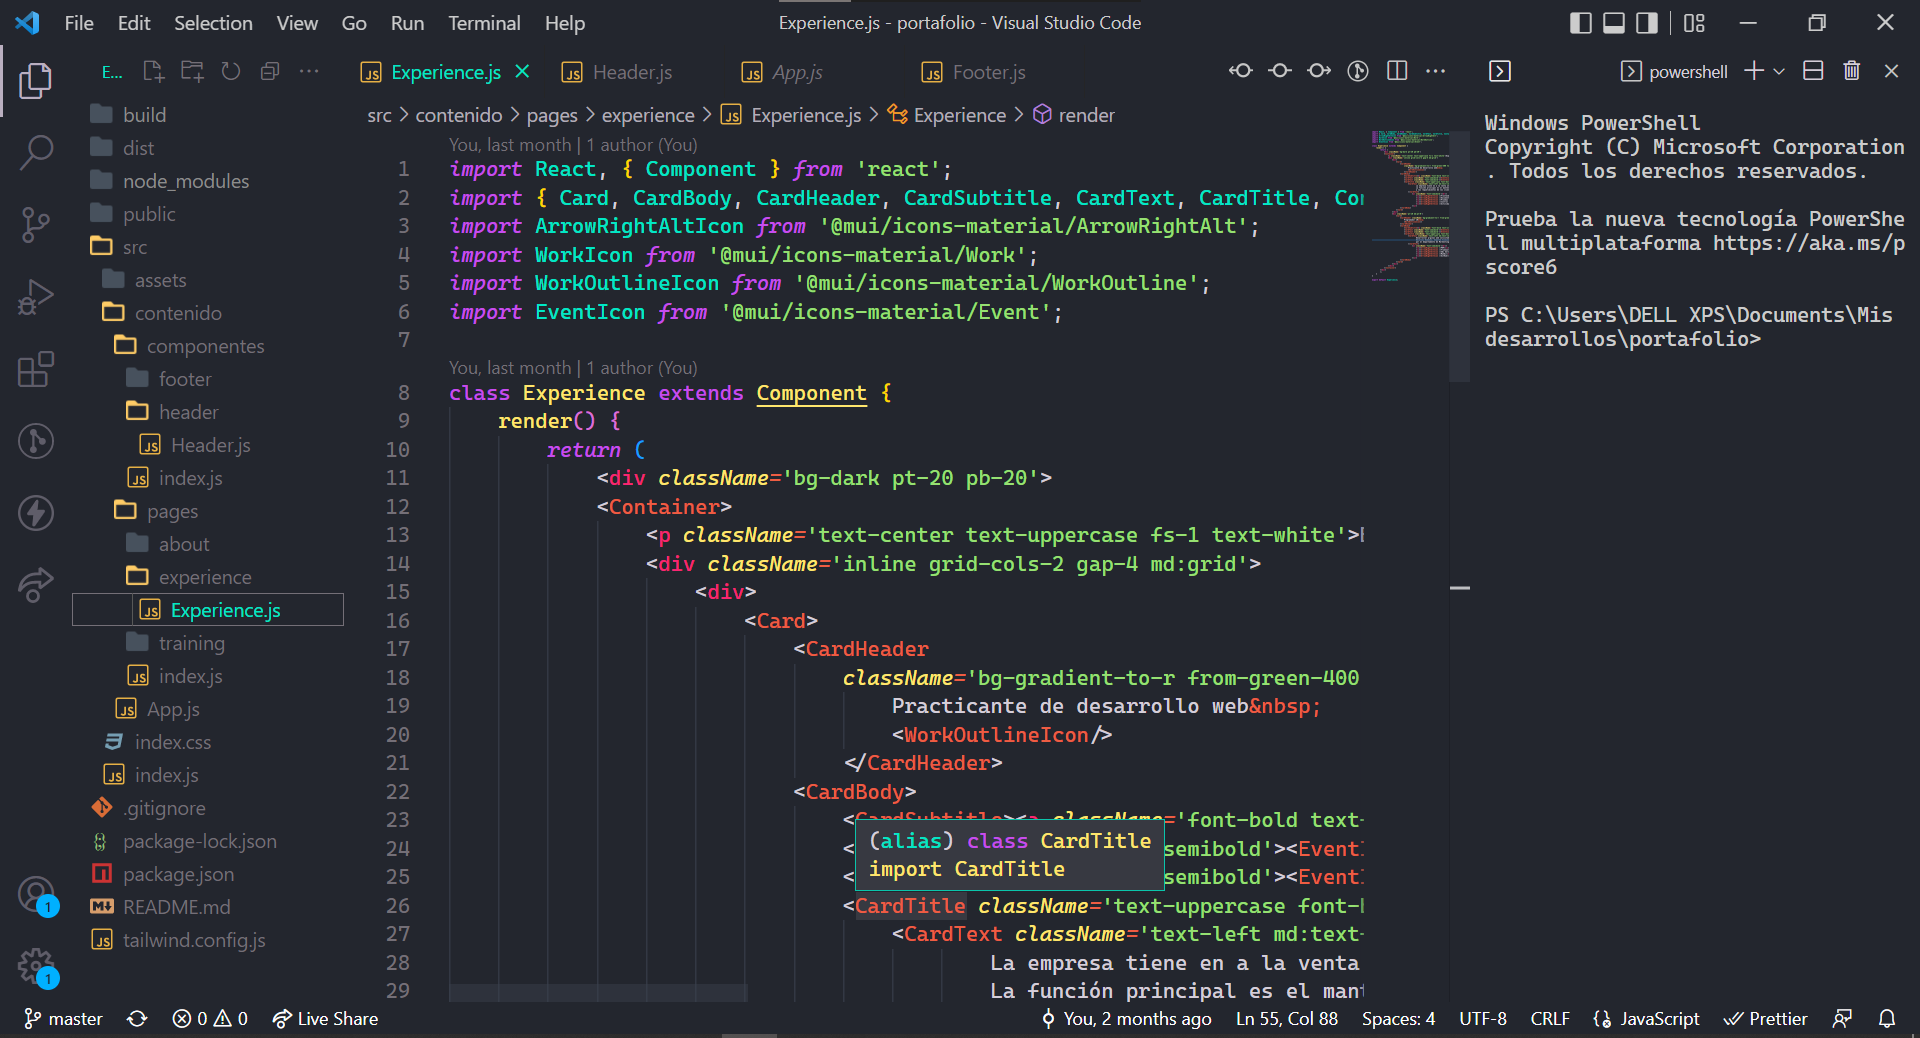 File Edit Selection View Go Run Terminal Help
Experience.js - portafolio - Visual Studio Code
E...
build
dist
node_modules
public
src
assets
contenido
componentes
footer
header
Header.js
index.js
pages
about
experience
Experience.js
training
index.js
App.js
index.css
index.js
.gitignore
package-lock.json
package.json
README.md
tailwind.config.js
1
1
Experience.js Header.js App.js Footer.js
src > contenido > pages > experience > Experience.js > Experience > render
You, last month | 1 author (You)
1 import React, { Component } from 'react';
2 import { Card, CardBody, CardHeader, CardSubtitle, CardText, CardTitle,
3 import ArrowRightAltIcon from '@mui/icons-material/ArrowRightAlt';
4 import WorkIcon from '@mui/icons-material/Work';
5 import WorkOutlineIcon from '@mui/icons-material/WorkOutline';
6 import EventIcon from '@mui/icons-material/Event';
7
You, last month | 1 author (You)
8 class Experience extends Component {
9 render() {
10 return (
11 <div className='bg-dark pt-20 pb-20'>
12 <Container>
13 <p className='text-center text-uppercase fs-1 text-white'>
14 <div className='inline grid-cols-2 gap-4 md:grid'>
15 <div>
16 <Card>
17 <CardHeader
18 className='bg-gradient-to-r from-green-400
19 Practicante de desarrollo web&nbsp;
20 <WorkOutlineIcon/>
21 </CardHeader>
22 <CardBody>
23 <CardSubtitle><a className='font-bold text-
(alias) class CardTitle
import CardTitle
24 < semibold'><Event
25 < semibold'><Event
26 <CardTitle className='text-uppercase font-
27 <CardText className='text-left md:text-
28 La empresa tiene en a la venta
29 La función principal es el man
powershell
Windows PowerShell
Copyright (C) Microsoft Corporation
. Todos los derechos reservados.
Prueba la nueva tecnología PowerShe
ll multiplataforma https://aka.ms/p
score6
PS C:\Users\DELL XPS\Documents\Mis
desarrollos\portafolio>
master 0 0 Live Share You, 2 months ago Ln 55, Col 88 Spaces: 4 UTF-8 CRLF JavaScript Prettier